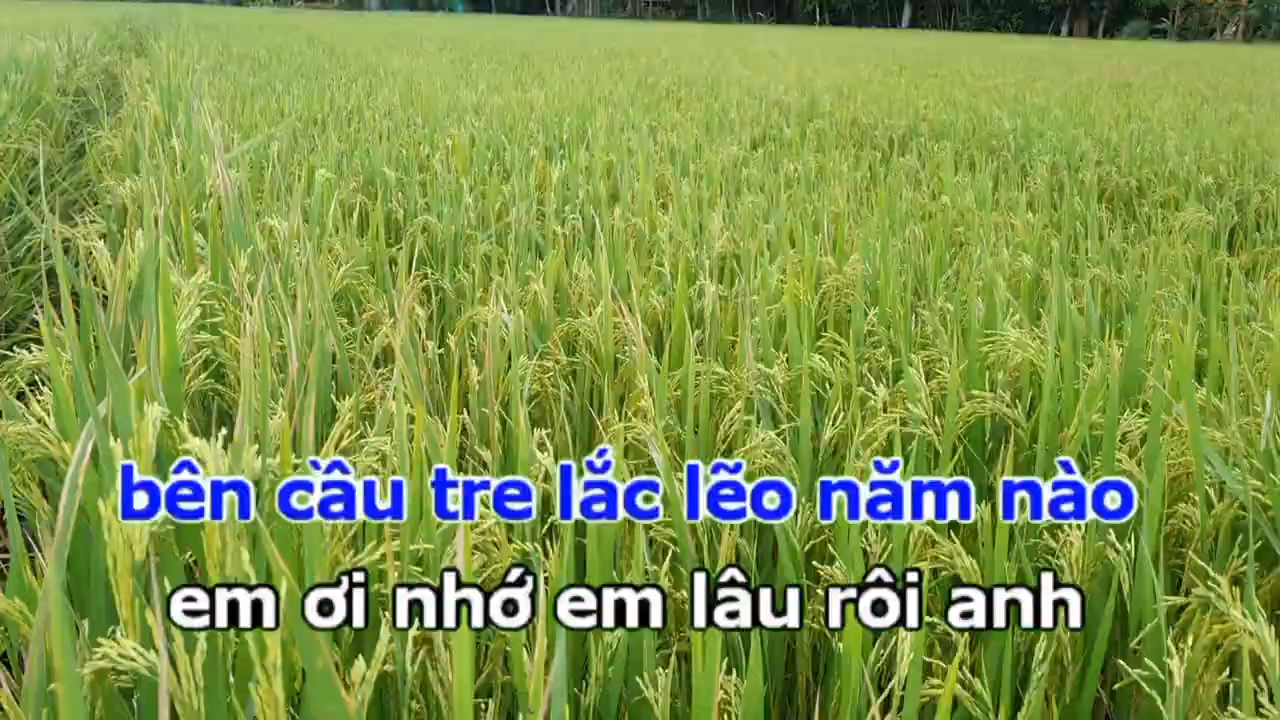 bên cầu tre lắc lẽo năm nào
em ơi nhớ em lâu rôi anh